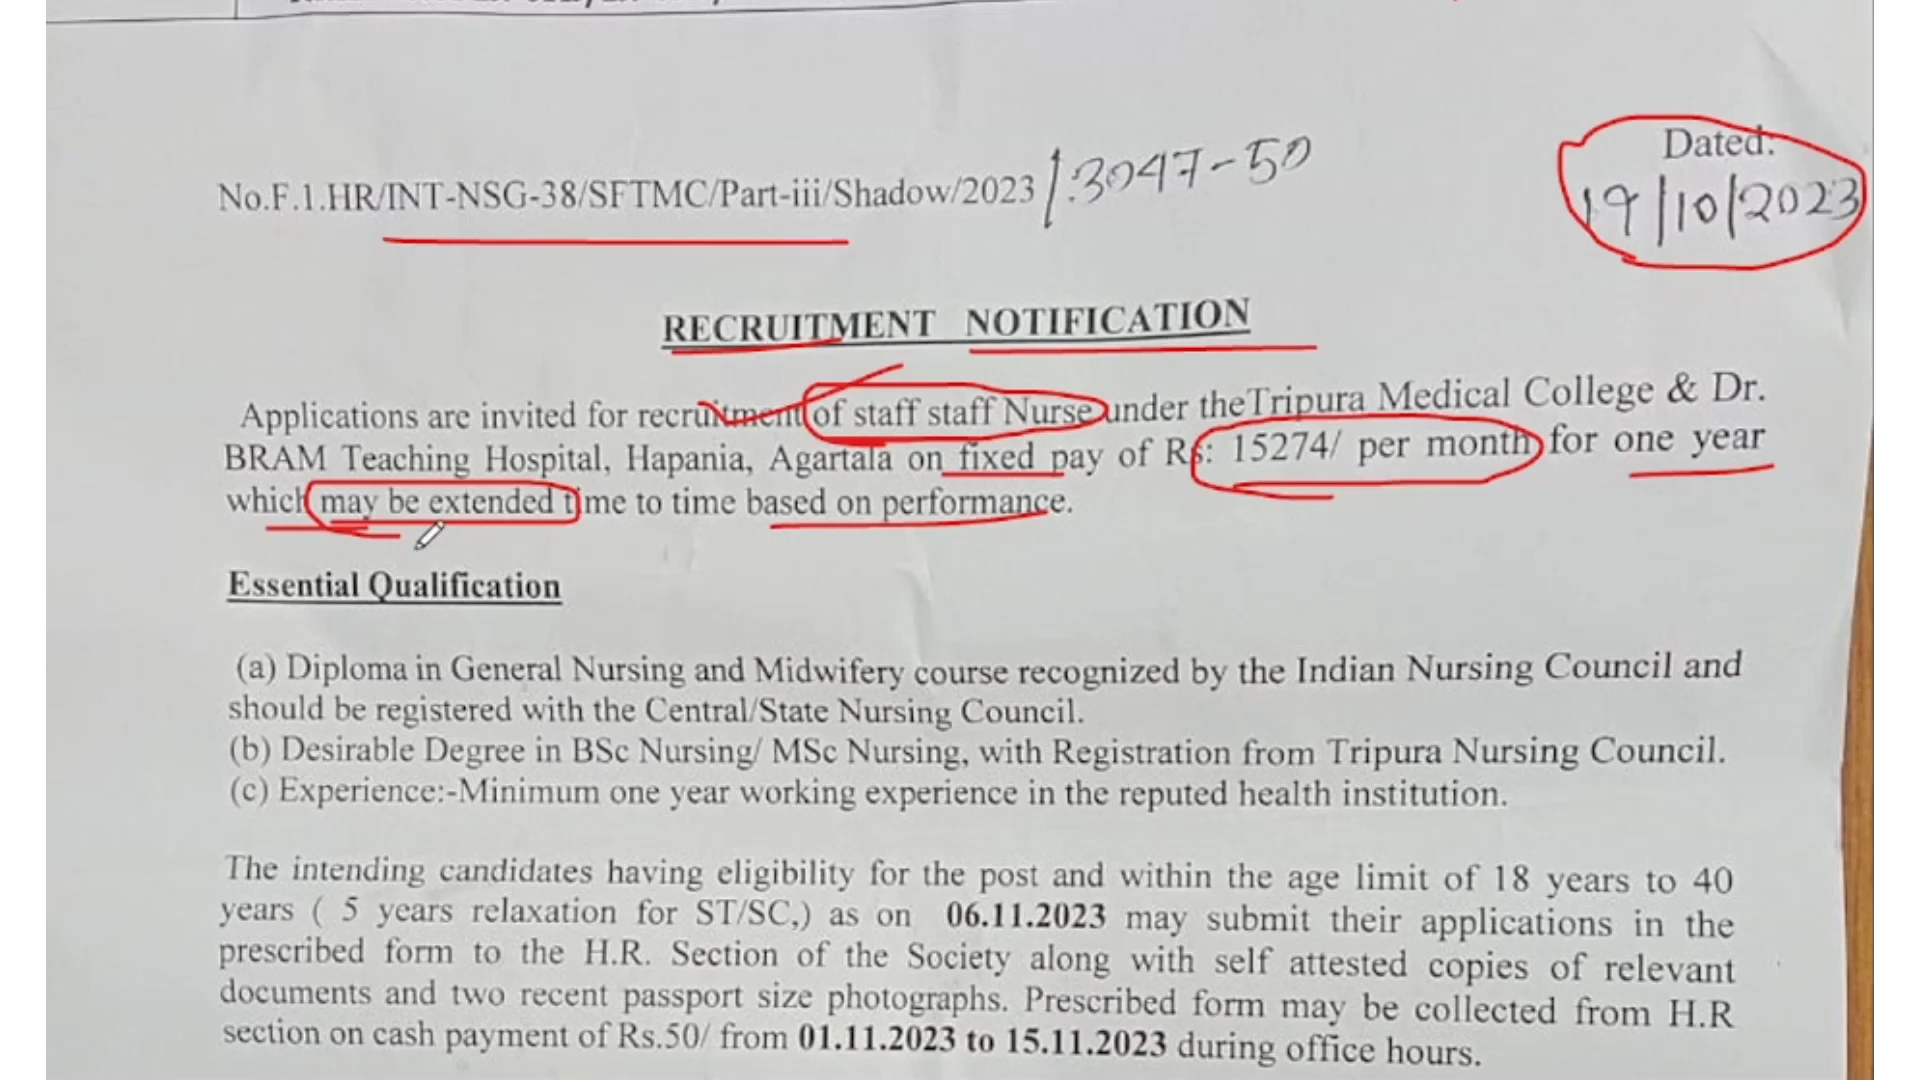 No.F.1.HR/INT-NSG-38/SFTMC/Part-iii/Shadow/2023/.3047-50
Dated:
19/10/2023
RECRUITMENT NOTIFICATION
Applications are invited for recruitment of staff staff Nurse under theTripura Medical College & Dr.
BRAM Teaching Hospital, Hapania, Agartala on fixed pay of Rs: 15274/ per month for one year
which may be extended time to time based on performance.
Essential Qualification
(a) Diploma in General Nursing and Midwifery course recognized by the Indian Nursing Council and
should be registered with the Central/State Nursing Council.
(b) Desirable Degree in BSc Nursing/ MSc Nursing, with Registration from Tripura Nursing Council.
(c) Experience:-Minimum one year working experience in the reputed health institution.
The intending candidates having eligibility for the post and within the age limit of 18 years to 40
years ( 5 years relaxation for ST/SC,) as on 06.11.2023 may submit their applications in the
prescribed form to the H.R. Section of the Society along with self attested copies of relevant
documents and two recent passport size photographs. Prescribed form may be collected from H.R
section on cash payment of Rs.50/ from 01.11.2023 to 15.11.2023 during office hours.